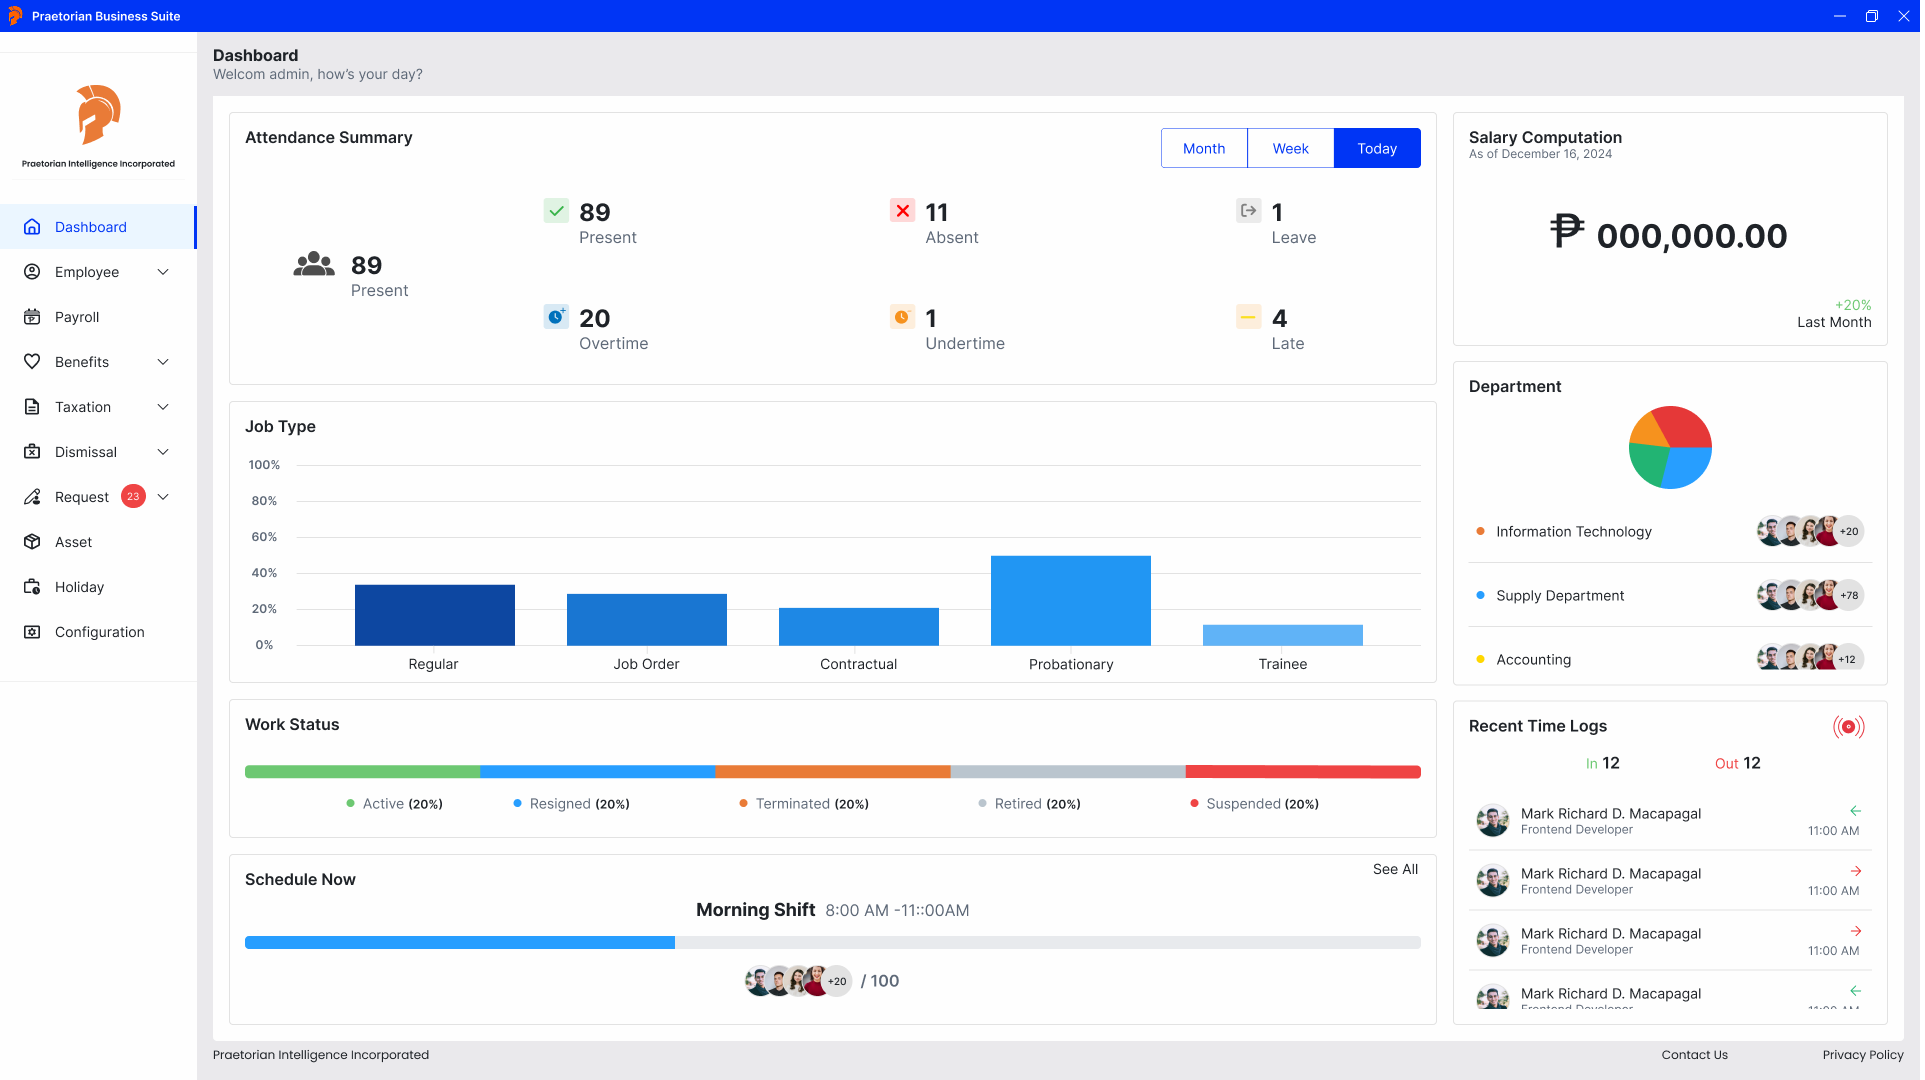 Praetorian Business Suite
Praetorian Intelligence Incorporated
Dashboard
Employee
Payroll
Benefits
Taxation
Dismissal
Request 23
Asset
Holiday
Configuration
Dashboard
Welcom admin, how's your day?
Attendance Summary
Month Week Today
89
Present
89
Present
11
Absent
1
Leave
20
Overtime
1
Undertime
4
Late
Job Type
100%
80%
60%
40%
20%
0%
Regular Job Order Contractual Probationary Trainee
Work Status
Active (20%) Resigned (20%) Terminated (20%) Retired (20%) Suspended (20%)
Schedule Now
See All
Morning Shift 8:00 AM -11::00AM
+20 / 100
Salary Computation
As of December 16, 2024
₱ 000,000.00
+20%
Last Month
Department
Information Technology +20
Supply Department +78
Accounting +12
Recent Time Logs
In 12 Out 12
Mark Richard D. Macapagal
Frontend Developer
11:00 AM
Mark Richard D. Macapagal
Frontend Developer
11:00 AM
Mark Richard D. Macapagal
Frontend Developer
11:00 AM
Mark Richard D. Macapagal
Frontend Developer
11:00 AM
Praetorian Intelligence Incorporated
Contact Us
Privacy Policy